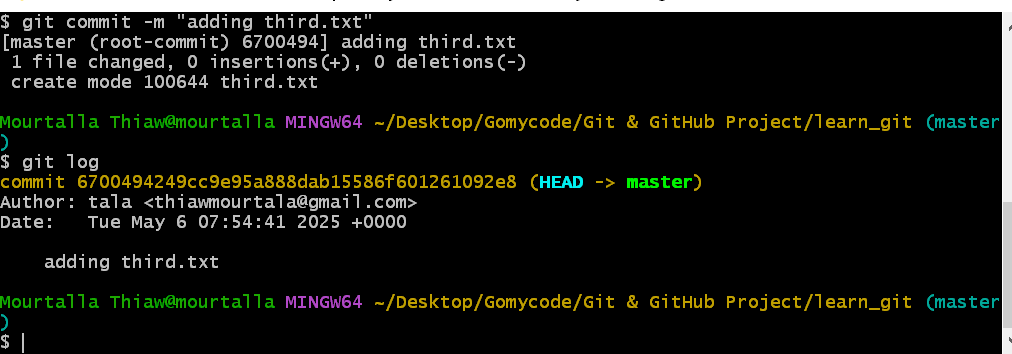 $ git commit -m "adding third.txt"
[master (root-commit) 6700494] adding third.txt
 1 file changed, 0 insertions(+), 0 deletions(-)
 create mode 100644 third.txt
Mourtalla Thiaw@mourtalla MINGW64 ~/Desktop/Gomycode/Git & GitHub Project/learn_git (master
)
$ git log
commit 6700494249cc9e95a888dab15586f601261092e8 (HEAD -> master)
Author: tala <thiawmourtala@gmail.com>
Date:   Tue May 6 07:54:41 2025 +0000
    adding third.txt
Mourtalla Thiaw@mourtalla MINGW64 ~/Desktop/Gomycode/Git & GitHub Project/learn_git (master
)
$